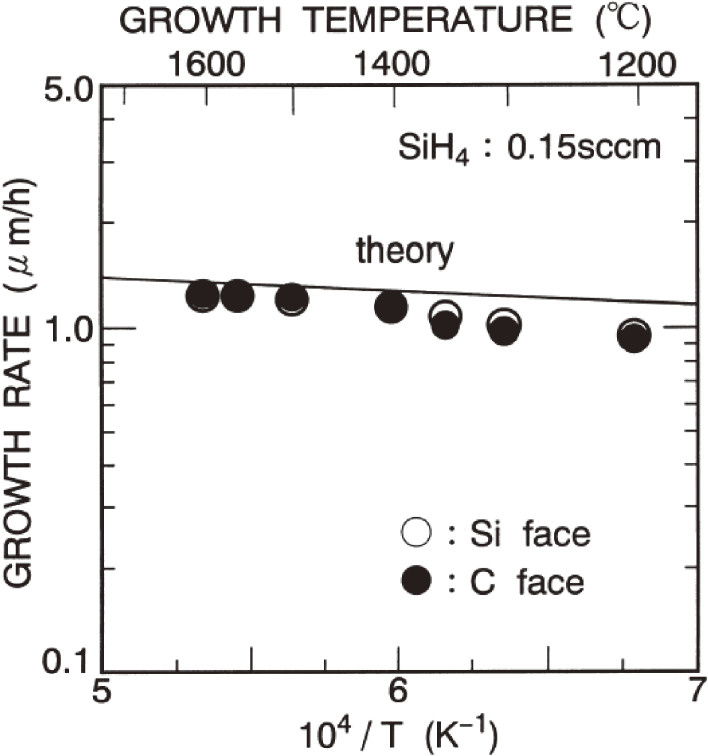 GROWTH TEMPERATURE (℃)
1600 1400 1200
5.0
SiH₄ : 0.15sccm
theory
1.0
GROWTH RATE (μm/h)
○ : Si face
● : C face
0.1
5 6 7
10⁴/T (K⁻¹)